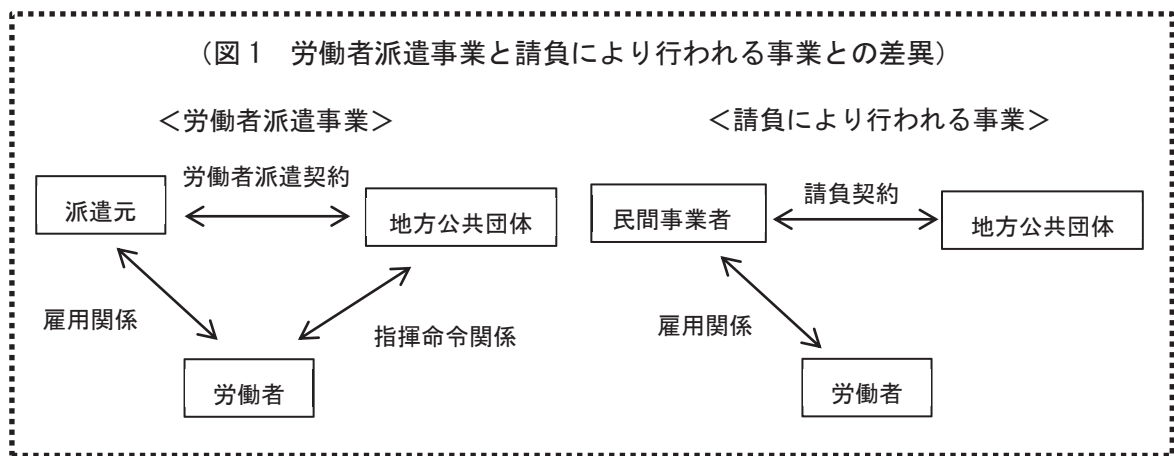 （図1　労働者派遣事業と請負により行われる事業との差異）
＜労働者派遣事業＞
労働者派遣契約
派遣元
地方公共団体
雇用関係
指揮命令関係
労働者
＜請負により行われる事業＞
請負契約
民間事業者
地方公共団体
雇用関係
労働者